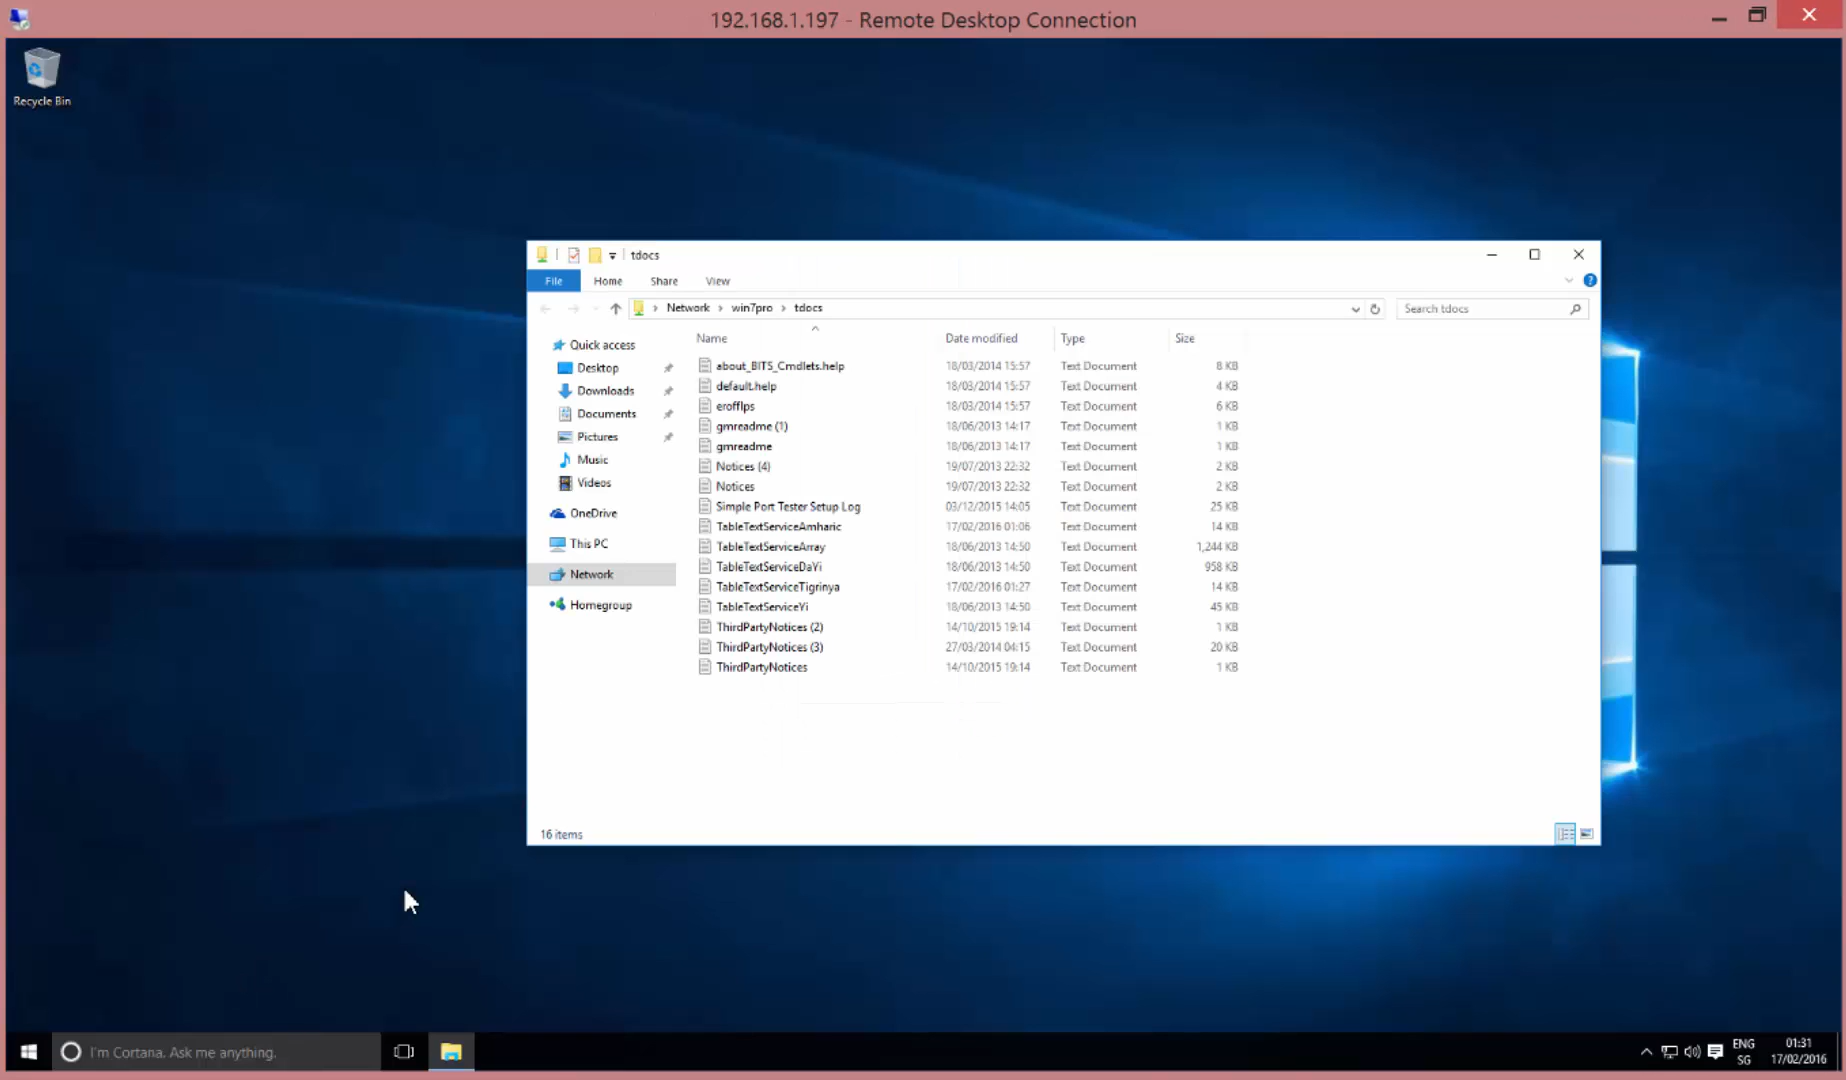 192.168.1.197 - Remote Desktop Connection
Recycle Bin
tdocs
File Home Share View
Network win7pro tdocs
Search tdocs
Name Date modified Type Size
Quick access
Desktop
Downloads
Documents
Pictures
Music
Videos
OneDrive
This PC
Network
Homegroup
about_BITS_Cmdlets.help 18/03/2014 15:57 Text Document 8 KB
default.help 18/03/2014 15:57 Text Document 4 KB
erofflps 18/03/2014 15:57 Text Document 6 KB
gmreadme (1) 18/06/2013 14:17 Text Document 1 KB
gmreadme 18/06/2013 14:17 Text Document 1 KB
Notices (4) 19/07/2013 22:32 Text Document 2 KB
Notices 19/07/2013 22:32 Text Document 2 KB
Simple Port Tester Setup Log 03/12/2015 14:05 Text Document 25 KB
TableTextServiceAmharic 17/02/2016 01:06 Text Document 14 KB
TableTextServiceArray 18/06/2013 14:50 Text Document 1,244 KB
TableTextServiceDaYi 18/06/2013 14:50 Text Document 958 KB
TableTextServiceTigrinya 17/02/2016 01:27 Text Document 14 KB
TableTextServiceYi 18/06/2013 14:50 Text Document 45 KB
ThirdPartyNotices (2) 14/10/2015 19:14 Text Document 1 KB
ThirdPartyNotices (3) 27/03/2014 04:15 Text Document 20 KB
ThirdPartyNotices 14/10/2015 19:14 Text Document 1 KB
16 items
I'm Cortana. Ask me anything.
ENG
SG
01:31
17/02/2016